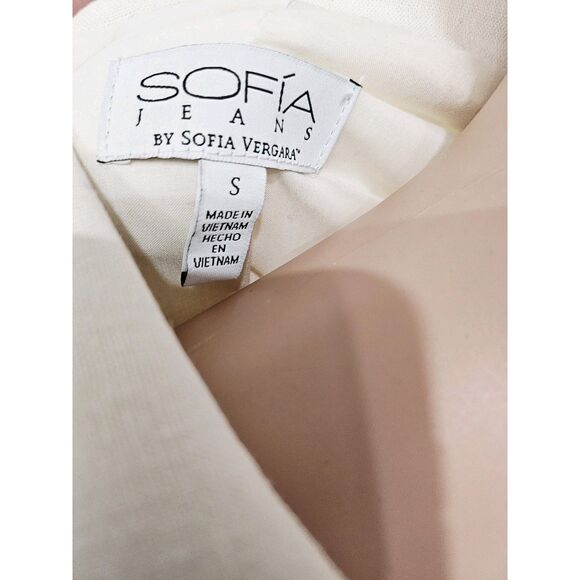 SOFÍA
JEANS
BY SOFIA VERGARA™
S
MADE IN
VIETNAM
HECHO
EN
VIETNAM